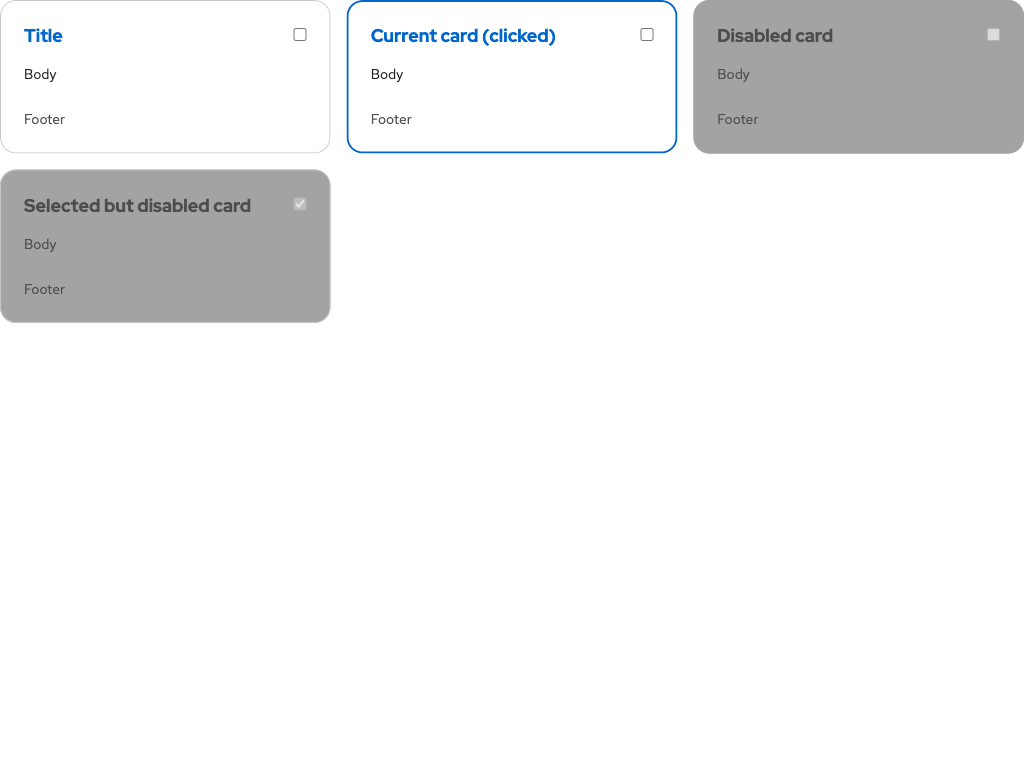 Title
Body
Footer
Current card (clicked)
Body
Footer
Disabled card
Body
Footer
Selected but disabled card
Body
Footer